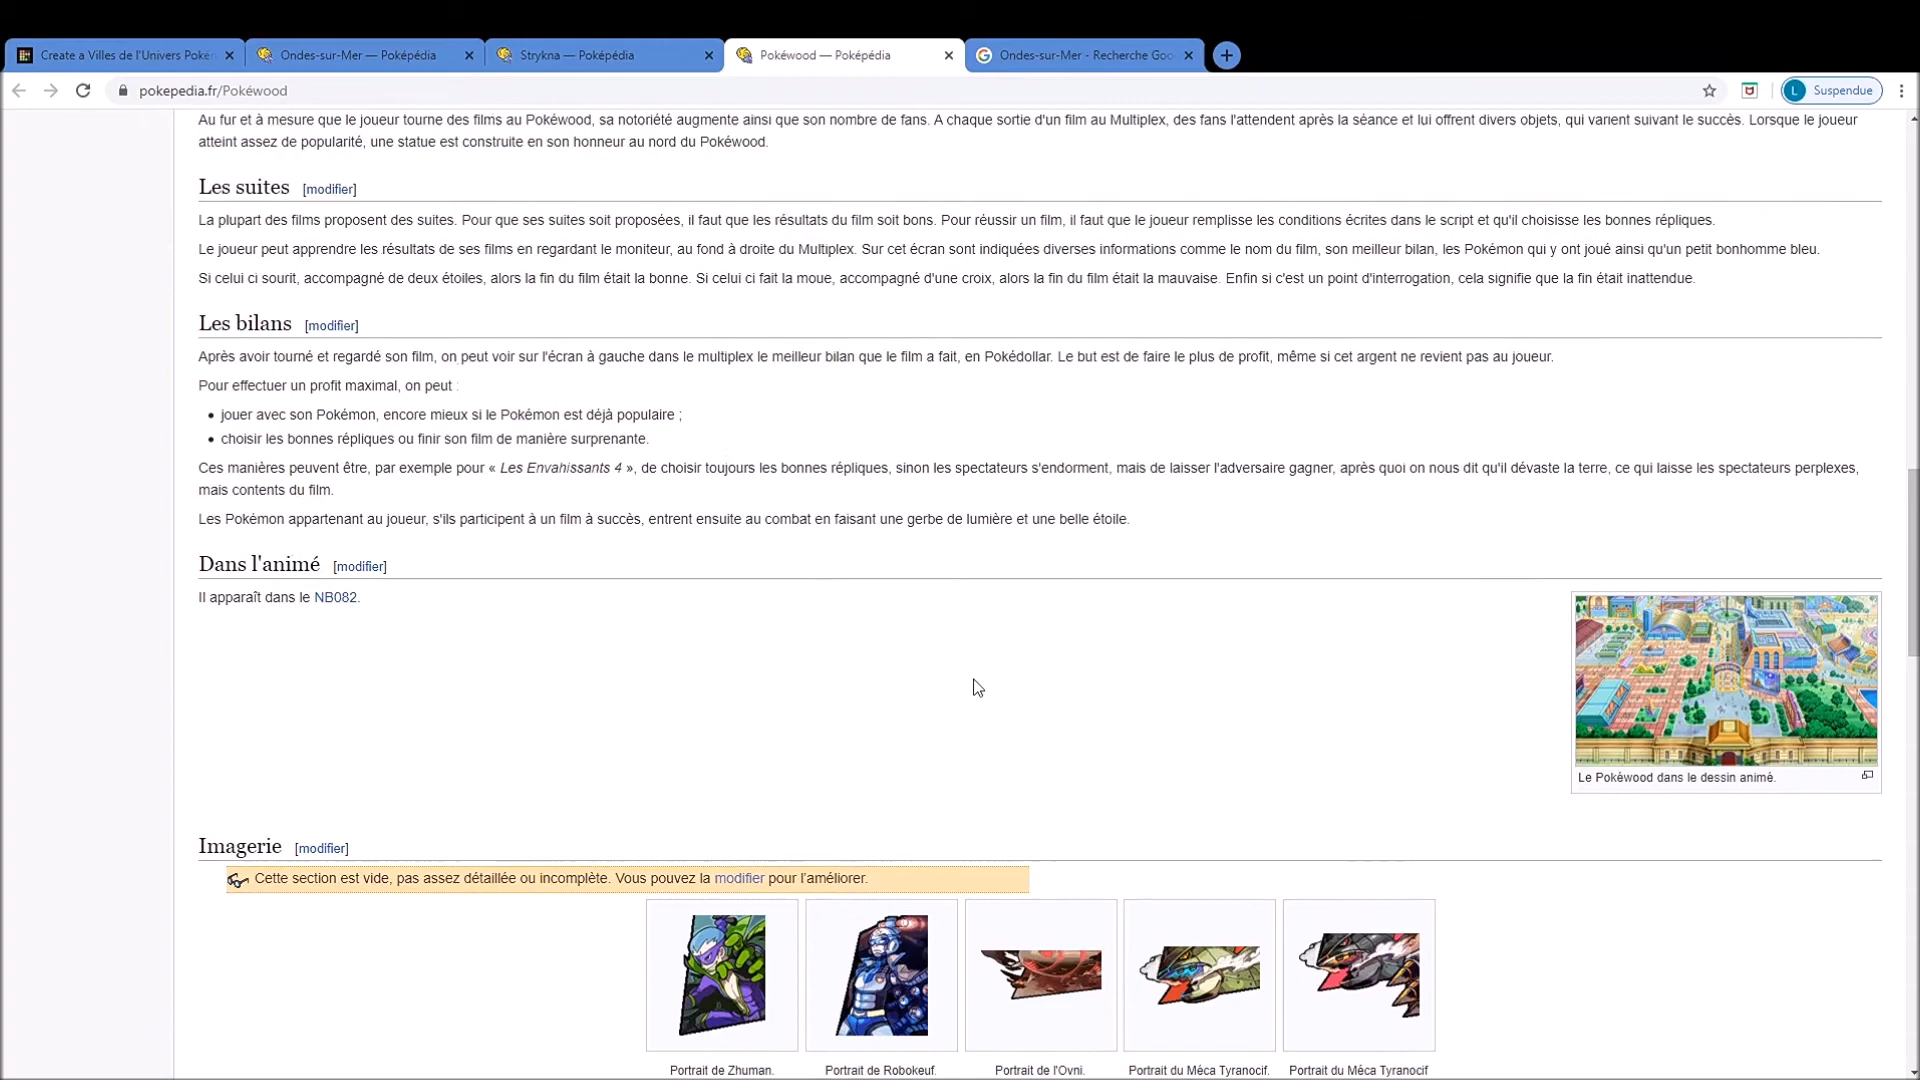 Create a Villes de l'Univers Pokén
Ondes-sur-Mer — Poképédia
Strykna — Poképédia
Pokéwood — Poképédia
Ondes-sur-Mer - Recherche Goo
pokepedia.fr/Pokéwood
L Suspendue
Au fur et à mesure que le joueur tourne des films au Pokéwood, sa notoriété augmente ainsi que son nombre de fans. A chaque sortie d'un film au Multiplex, des fans l'attendent après la séance et lui offrent divers objets, qui varient suivant le succès. Lorsque le joueur
atteint assez de popularité, une statue est construite en son honneur au nord du Pokéwood.
Les suites [modifier]
La plupart des films proposent des suites. Pour que ses suites soit proposées, il faut que les résultats du film soit bons. Pour réussir un film, il faut que le joueur remplisse les conditions écrites dans le script et qu'il choisisse les bonnes répliques.
Le joueur peut apprendre les résultats de ses films en regardant le moniteur, au fond à droite du Multiplex. Sur cet écran sont indiquées diverses informations comme le nom du film, son meilleur bilan, les Pokémon qui y ont joué ainsi qu'un petit bonhomme bleu.
Si celui ci sourit, accompagné de deux étoiles, alors la fin du film était la bonne. Si celui ci fait la moue, accompagné d'une croix, alors la fin du film était la mauvaise. Enfin si c'est un point d'interrogation, cela signifie que la fin était inattendue.
Les bilans [modifier]
Après avoir tourné et regardé son film, on peut voir sur l'écran à gauche dans le multiplex le meilleur bilan que le film a fait, en Pokédollar. Le but est de faire le plus de profit, même si cet argent ne revient pas au joueur.
Pour effectuer un profit maximal, on peut :
• jouer avec son Pokémon, encore mieux si le Pokémon est déjà populaire ;
• choisir les bonnes répliques ou finir son film de manière surprenante.
Ces manières peuvent être, par exemple pour « Les Envahissants 4 », de choisir toujours les bonnes répliques, sinon les spectateurs s'endorment, mais de laisser l'adversaire gagner, après quoi on nous dit qu'il dévaste la terre, ce qui laisse les spectateurs perplexes,
mais contents du film.
Les Pokémon appartenant au joueur, s'ils participent à un film à succès, entrent ensuite au combat en faisant une gerbe de lumière et une belle étoile.
Dans l'animé [modifier]
Il apparaît dans le NB082.
Le Pokéwood dans le dessin animé.
Imagerie [modifier]
Cette section est vide, pas assez détaillée ou incomplète. Vous pouvez la modifier pour l'améliorer.
Portrait de Zhuman.
Portrait de Robokeuf.
Portrait de l'Ovni.
Portrait du Méca Tyranocif.
Portrait du Méca Tyranocif